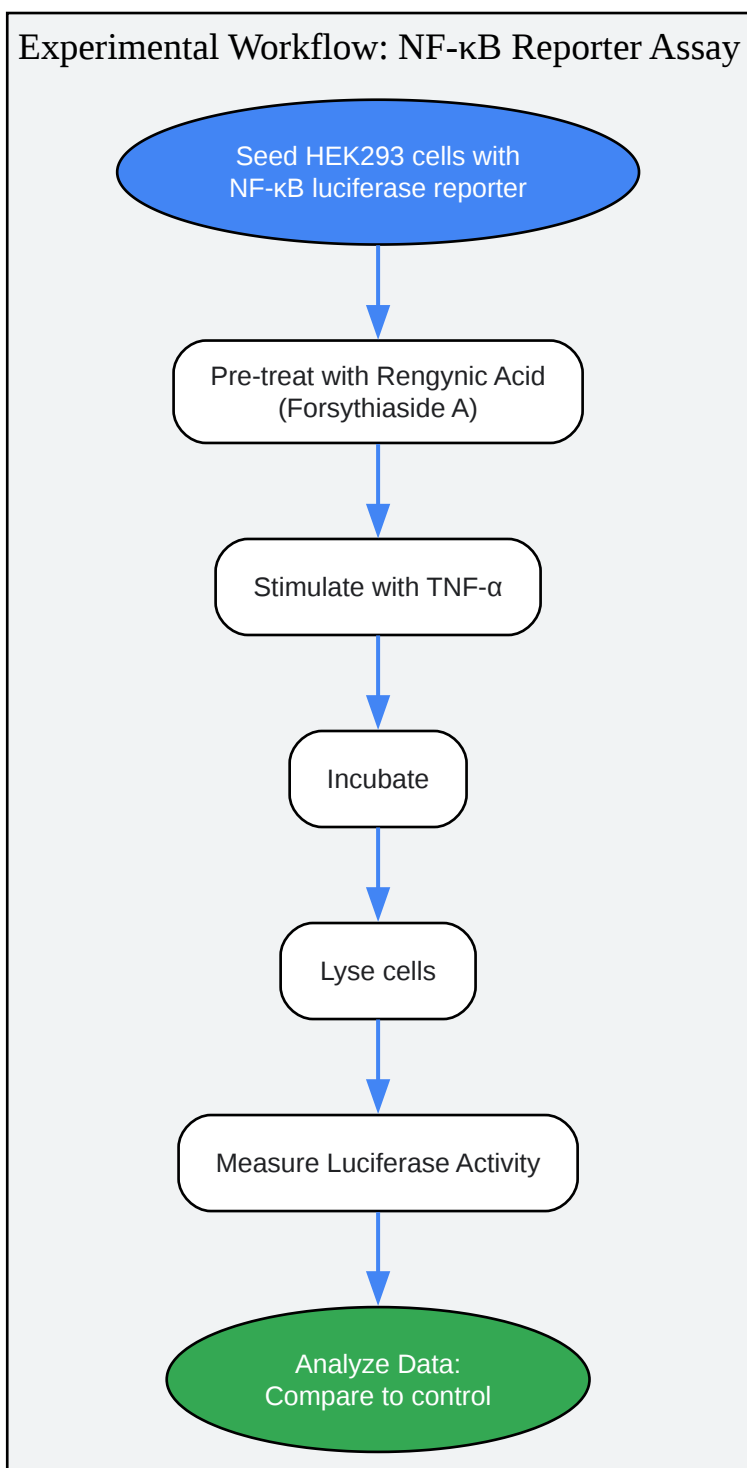 Experimental Workflow: NF-κB Reporter Assay
Seed HEK293 cells with
NF-κB luciferase reporter
Pre-treat with Rengynic Acid
(Forsythiaside A)
Stimulate with TNF-α
Incubate
Lyse cells
Measure Luciferase Activity
Analyze Data:
Compare to control